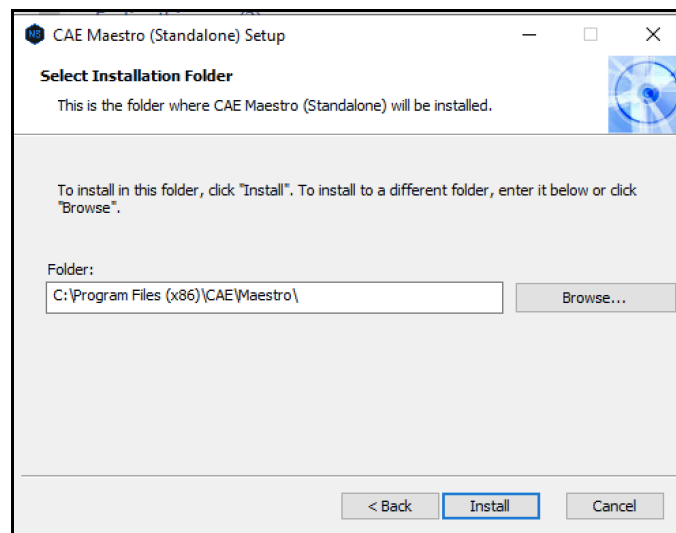 CAE Maestro (Standalone) Setup
Select Installation Folder
This is the folder where CAE Maestro (Standalone) will be installed.
To install in this folder, click "Install". To install to a different folder, enter it below or click
"Browse".
Folder:
C:\Program Files (x86)\CAE\Maestro\
Browse...
< Back
Install
Cancel